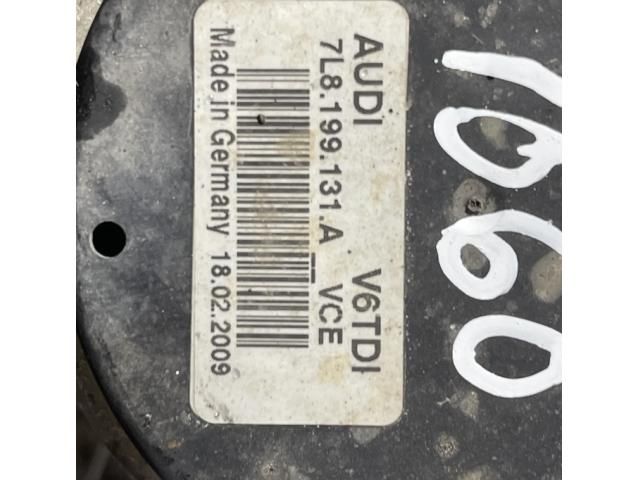 AUDI V6TDI
7L8.199.131.A VCE
Made in Germany 18.02.2009
1060